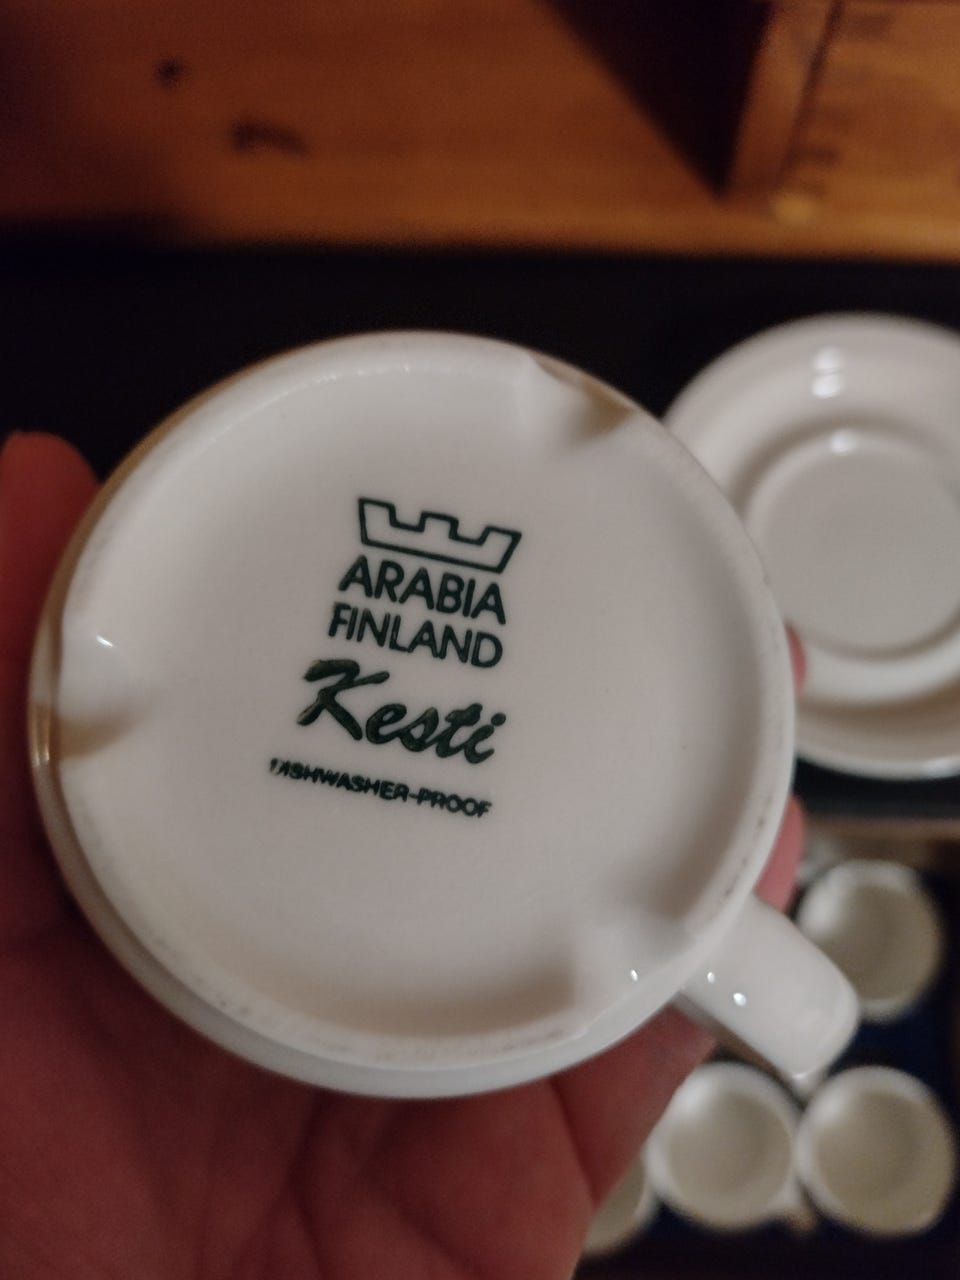 ARABIA
FINLAND
Kesti
DISHWASHER-PROOF